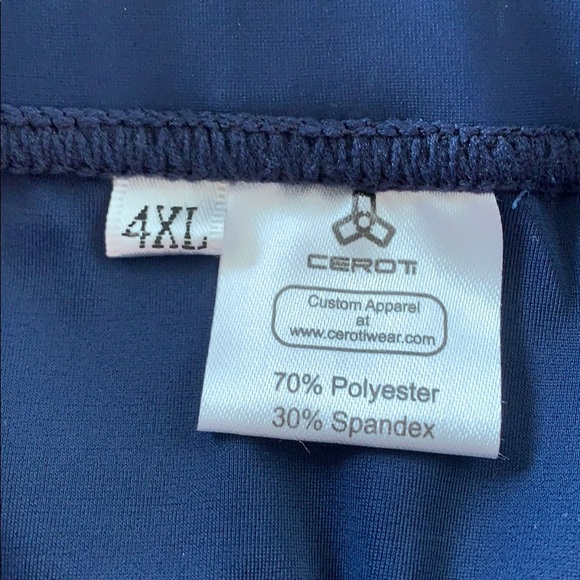 4XL
CEROTI
Custom Apparel
at
www.cerotiwear.com
70% Polyester
30% Spandex